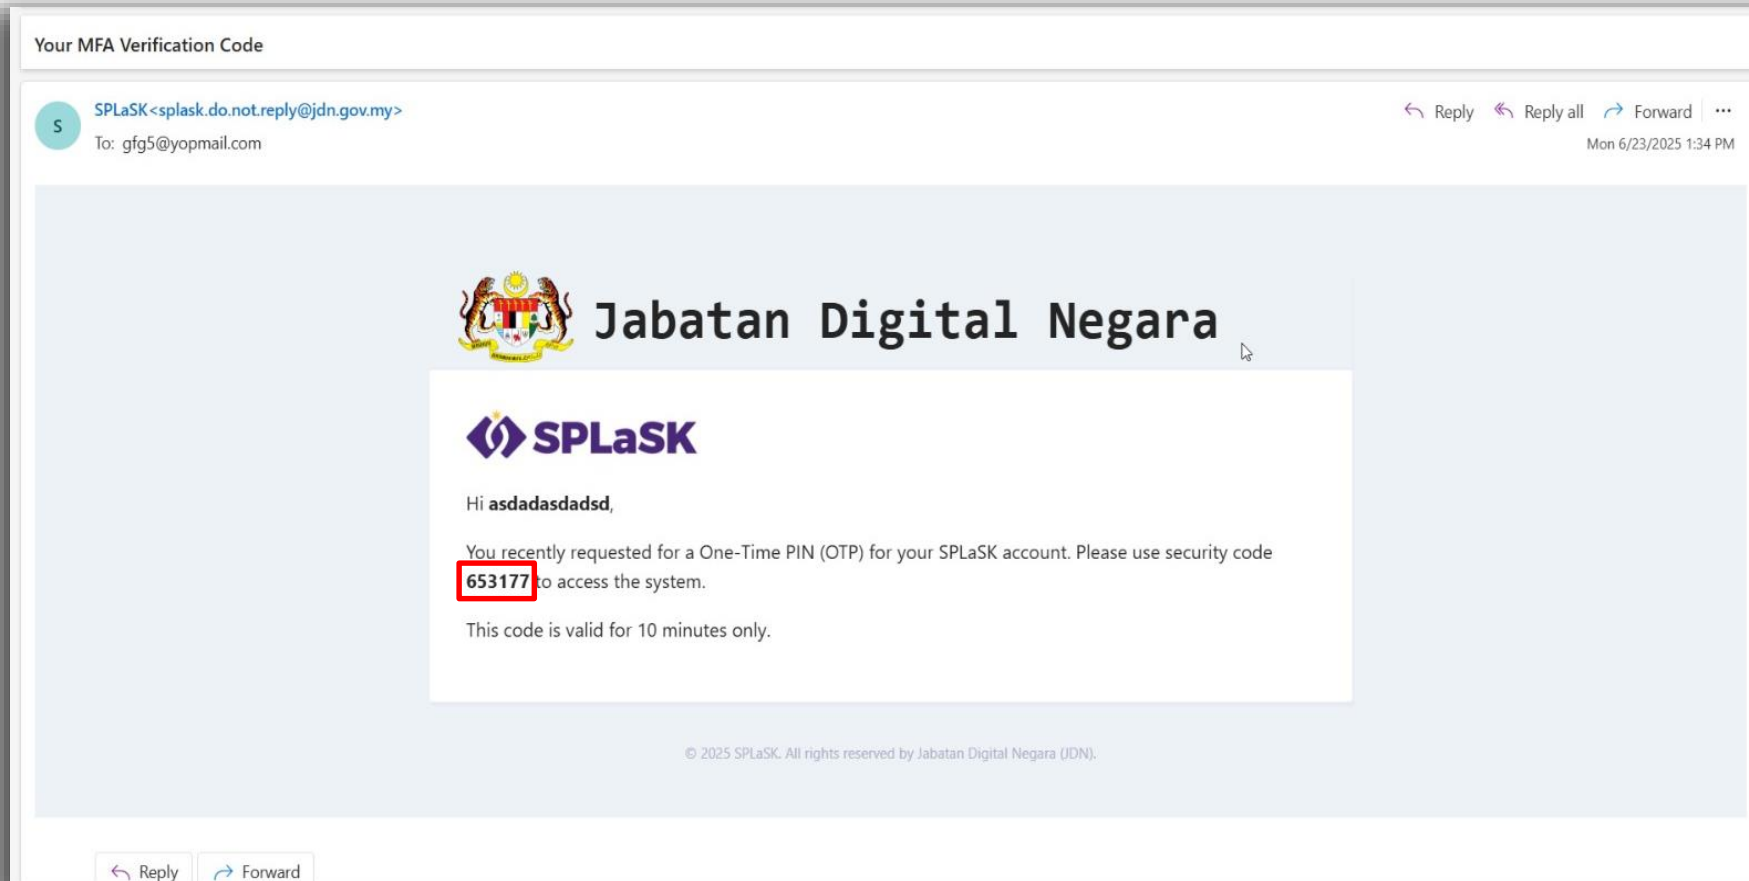 Your MFA Verification Code
S
SPLaSK<splask.do.not.reply@jdn.gov.my>
Reply Reply all Forward ...
To: gfg5@yopmail.com
Mon 6/23/2025 1:34 PM
Jabatan Digital Negara
SPLaSK
Hi asdadasdadsd,
You recently requested for a One-Time PIN (OTP) for your SPLaSK account. Please use security code
653177 to access the system.
This code is valid for 10 minutes only.
© 2025 SPLaSK. All rights reserved by Jabatan Digital Negara (JDN).
Reply Forward